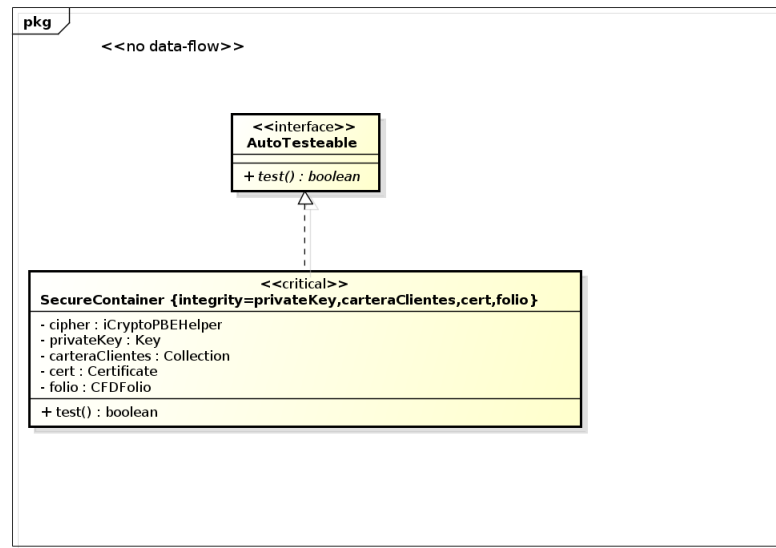 pkg
<<no data-flow>>
<<interface>>
AutoTesteable
+ test() : boolean
<<critical>>
SecureContainer {integrity=privateKey,carteraClientes,cert,folio}
- cipher : iCryptoPBEHelper
- privateKey : Key
- carteraClientes : Collection
- cert : Certificate
- folio : CFDFolio
+ test() : boolean